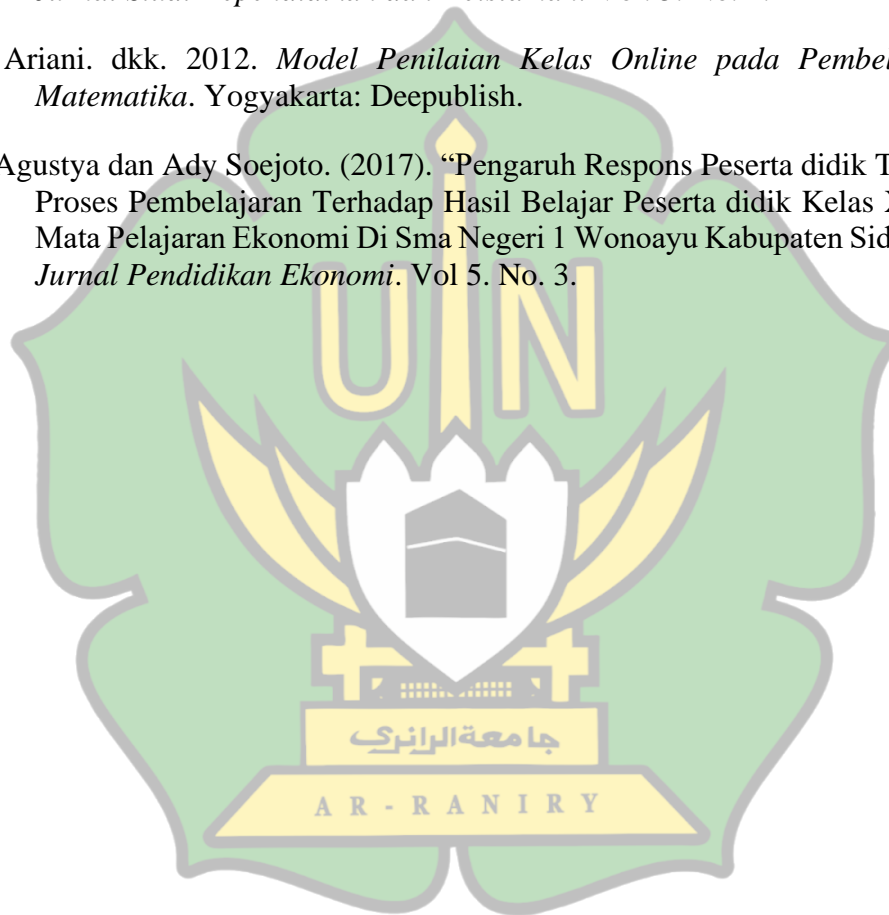 Ariani. dkk. 2012. Model Penilaian Kelas Online pada
Matematika. Yogyakarta: Deepublish.
Agustya dan Ady Soejoto. (2017). “Pengaruh Respons Peserta didik
Proses Pembelajaran Terhadap Hasil Belajar Peserta didik Kelas
Mata Pelajaran Ekonomi Di Sma Negeri 1 Wonoayu Kabupaten
Jurnal Pendidikan Ekonomi. Vol 5. No. 3.
UIN
جامعة الرانري
AR-RANIRY